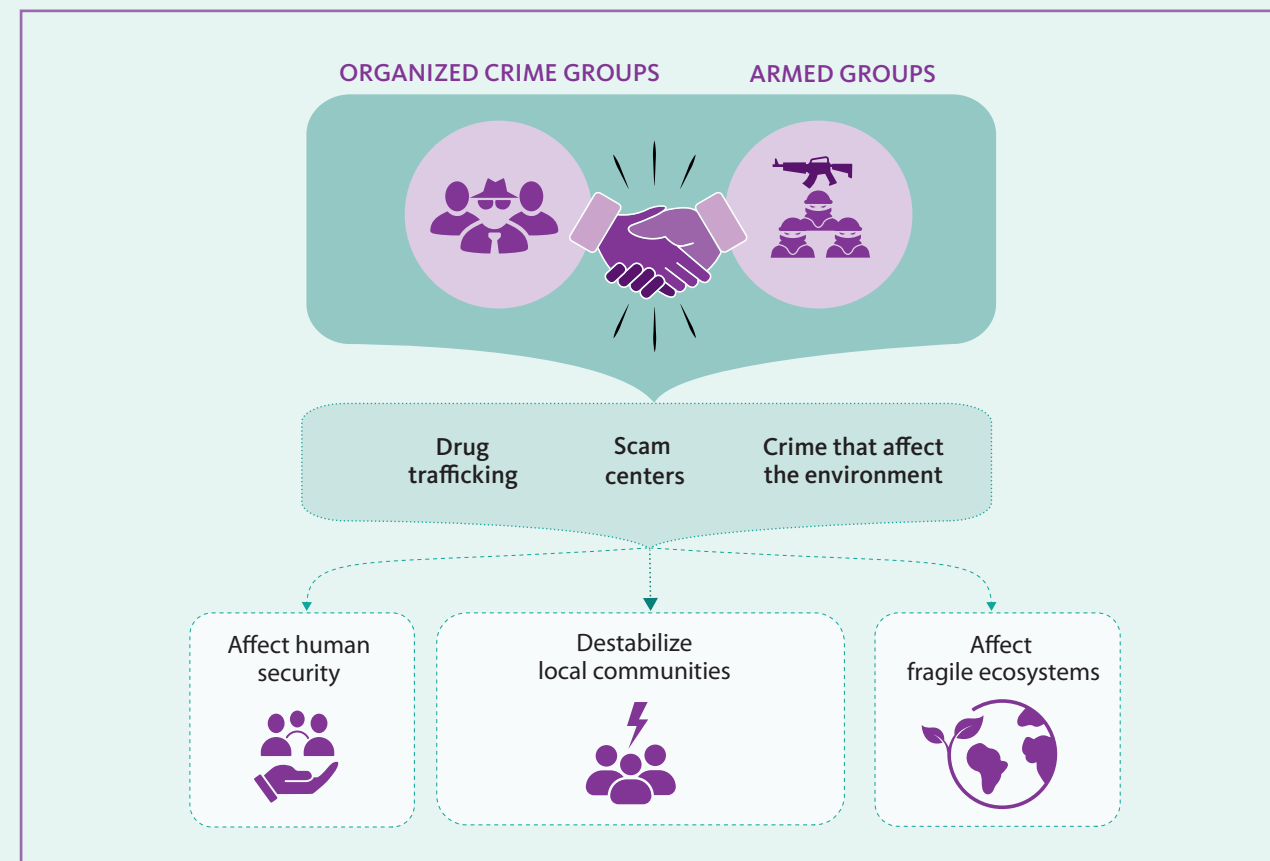 ORGANIZED CRIME GROUPS
ARMED GROUPS
Drug
trafficking
Scam
centers
Crime that affect
the environment
Affect human
security
Destabilize
local communities
Affect
fragile ecosystems